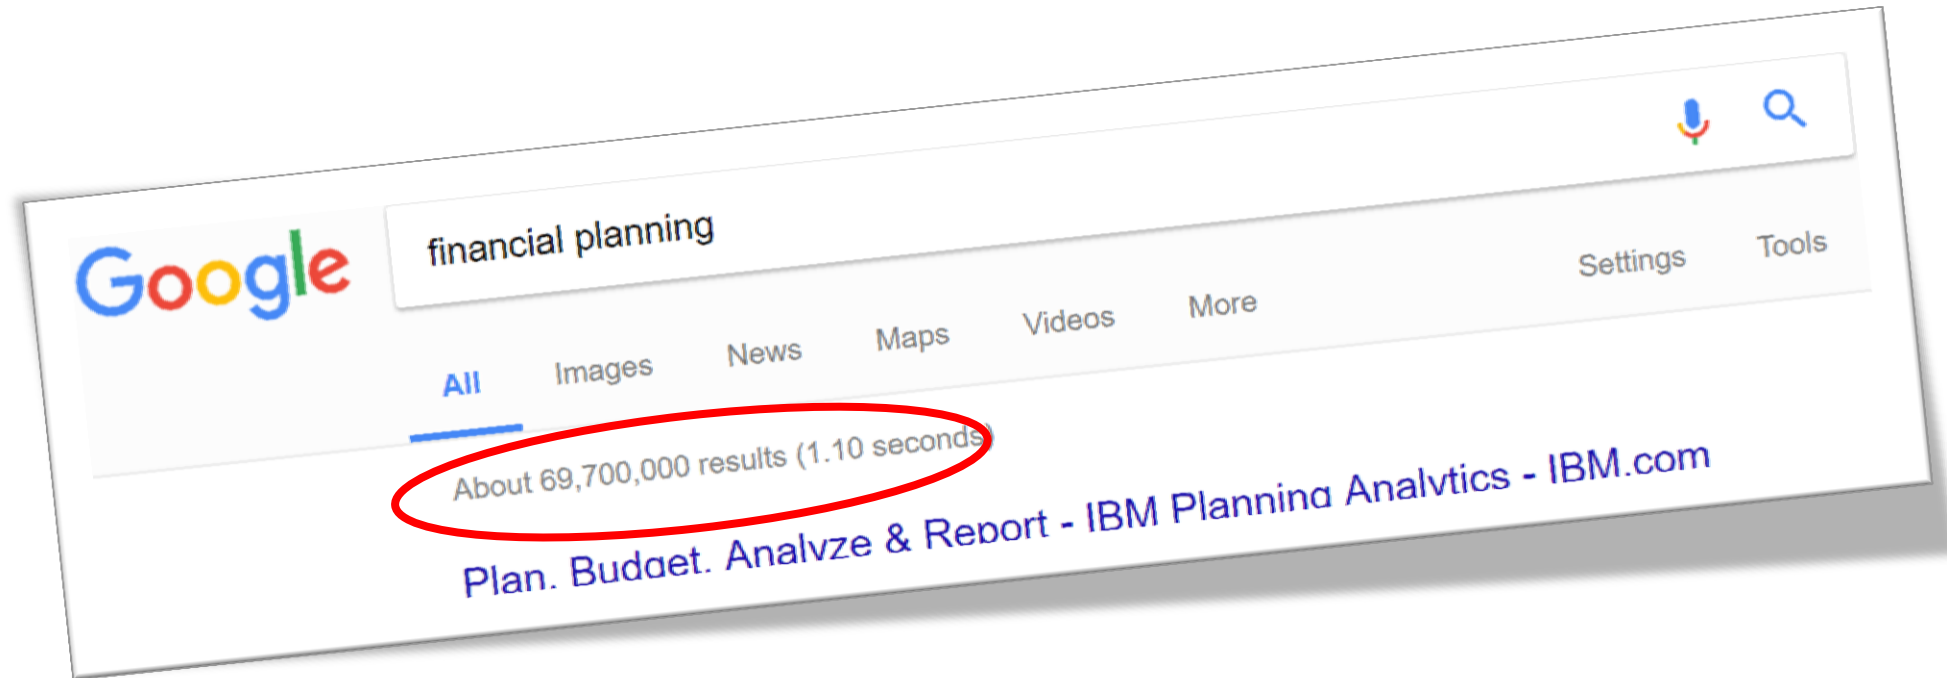 Google
financial planning
All Images News Maps Videos More Settings Tools
About 69,700,000 results (1.10 seconds)
Plan, Budget, Analyze & Report - IBM Planning Analytics - IBM.com